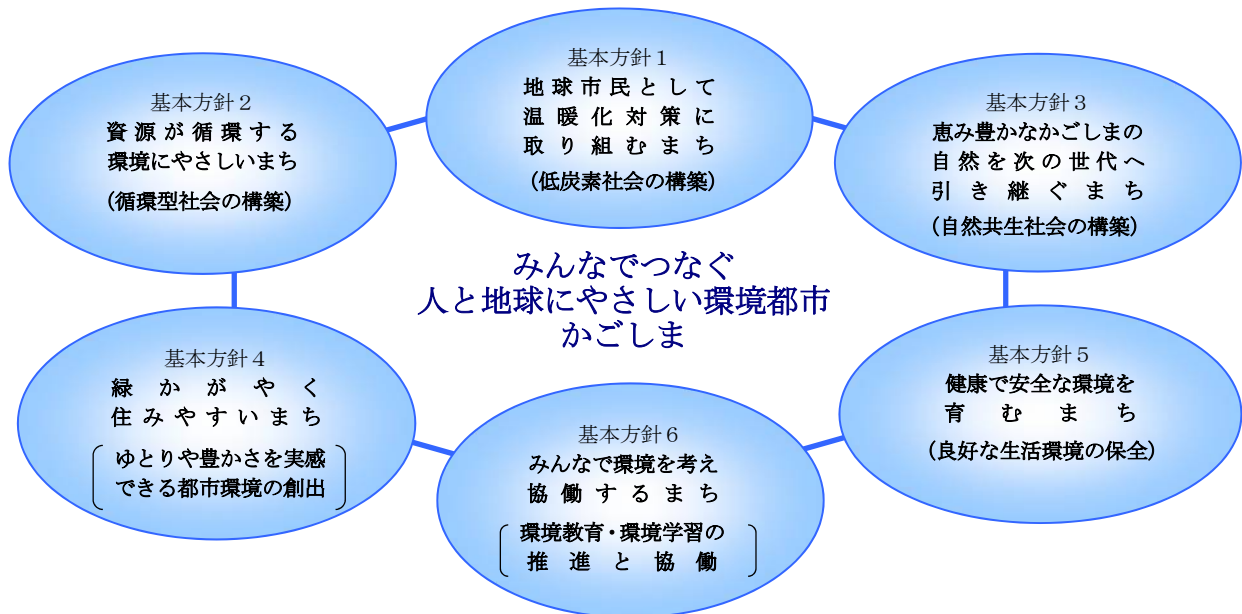 基本方針1
地球市民として
温暖化対策に
取り組むまち
(低炭素社会の構築)
基本方針2
資源が循環する
環境にやさしいまち
(循環型社会の構築)
基本方針3
恵み豊かなかごしまの
自然を次の世代へ
引き継ぐまち
(自然共生社会の構築)
みんなでつなぐ
人と地球にやさしい環境都市
かごしま
基本方針4
緑かがやく
住みやすいまち
ゆとりや豊かさを実感
できる都市環境の創出
基本方針5
健康で安全な環境を
育むまち
(良好な生活環境の保全)
基本方針6
みんなで環境を考え
協働するまち
環境教育・環境学習の
推進と協働